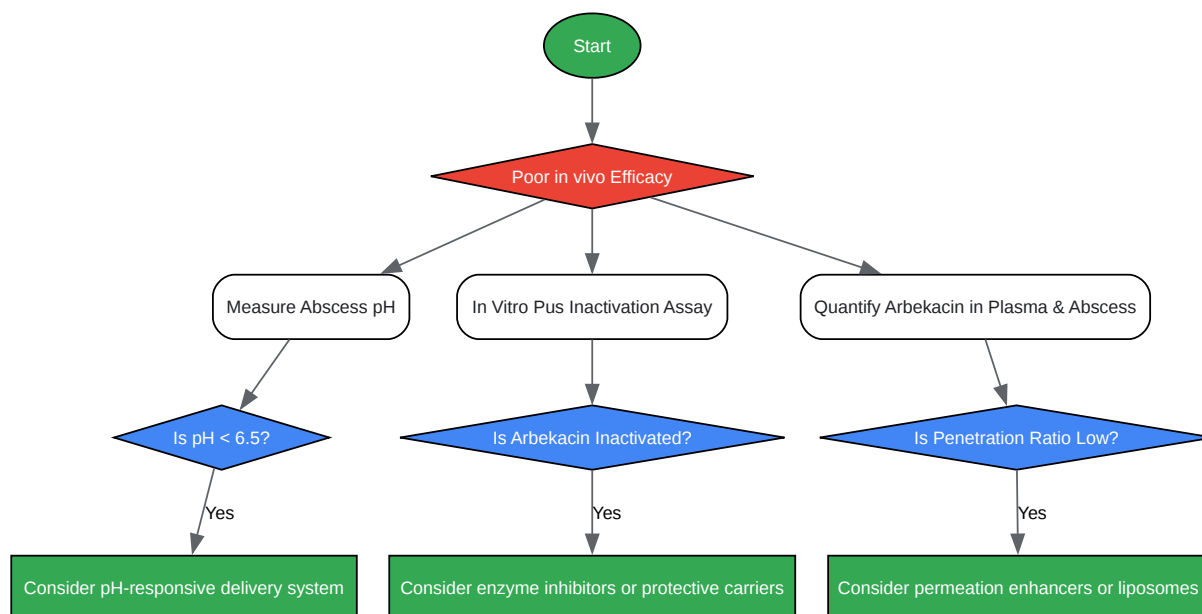 Start
Poor in vivo Efficacy
Measure Abscess pH
In Vitro Pus Inactivation Assay
Quantify Arbekacin in Plasma & Abscess
Is pH < 6.5?
Is Arbekacin Inactivated?
Is Penetration Ratio Low?
Yes
Yes
Yes
Consider pH-responsive delivery system
Consider enzyme inhibitors or protective carriers
Consider permeation enhancers or liposomes